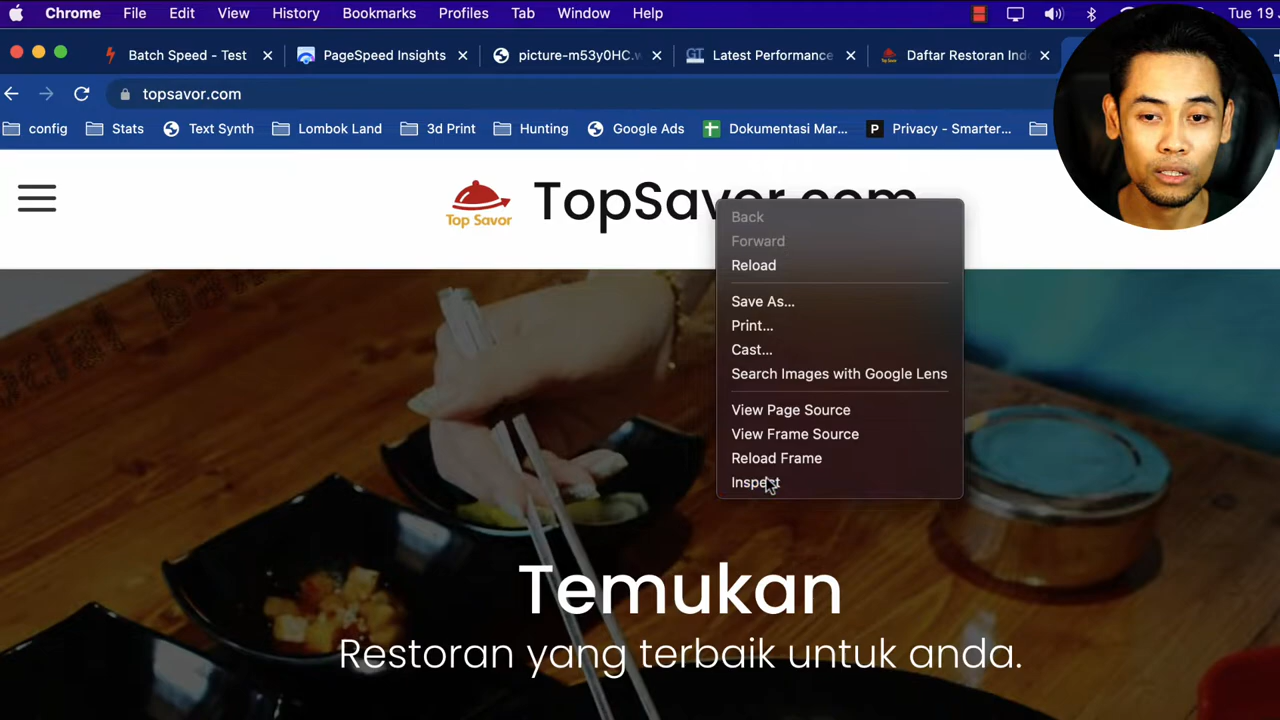 Chrome File Edit View History Bookmarks Profiles Tab Window Help Tue 19
Batch Speed - Test PageSpeed Insights picture-m53y0HC.w GT Latest Performance Daftar Restoran Ind
topsavor.com
config Stats Text Synth Lombok Land 3d Print Hunting Google Ads Dokumentasi Mar... P Privacy - Smarter...
Top Savor
TopSavor.com
Back
Forward
Reload
Save As...
Print...
Cast...
Search Images with Google Lens
View Page Source
View Frame Source
Reload Frame
Inspect
Temukan
Restoran yang terbaik untuk anda.